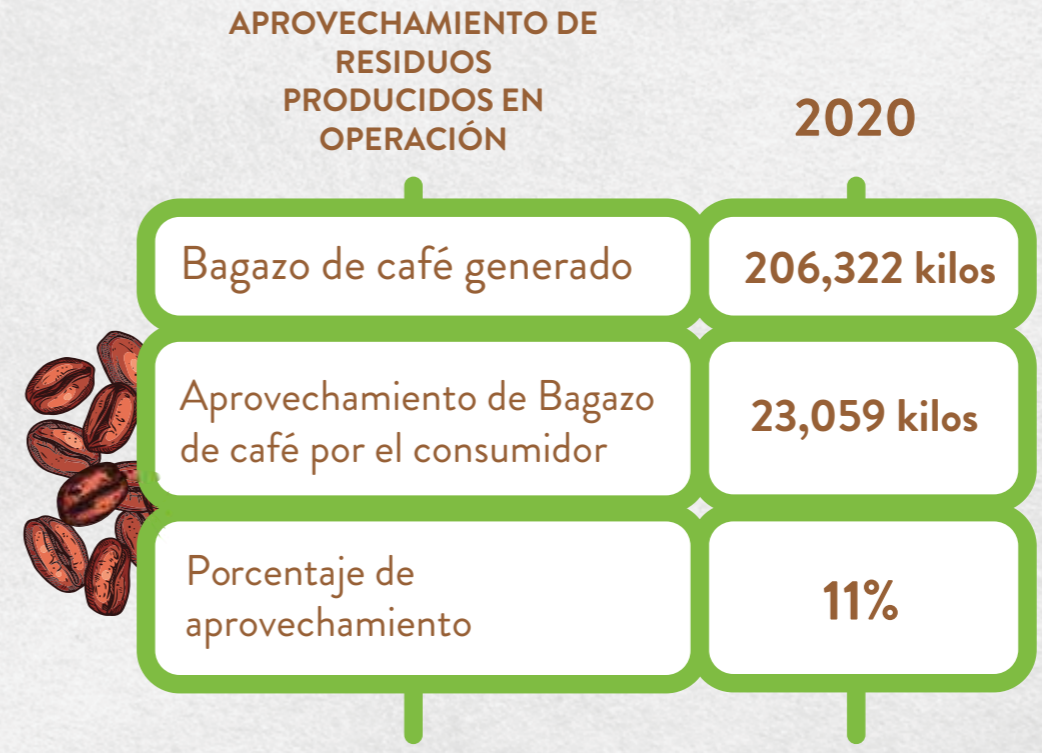 APROVECHAMIENTO DE
RESIDUOS
PRODUCIDOS EN
OPERACIÓN
2020
Bagazo de café generado
206,322 kilos
Aprovechamiento de Bagazo
de café por el consumidor
23,059 kilos
Porcentaje de
aprovechamiento
11%